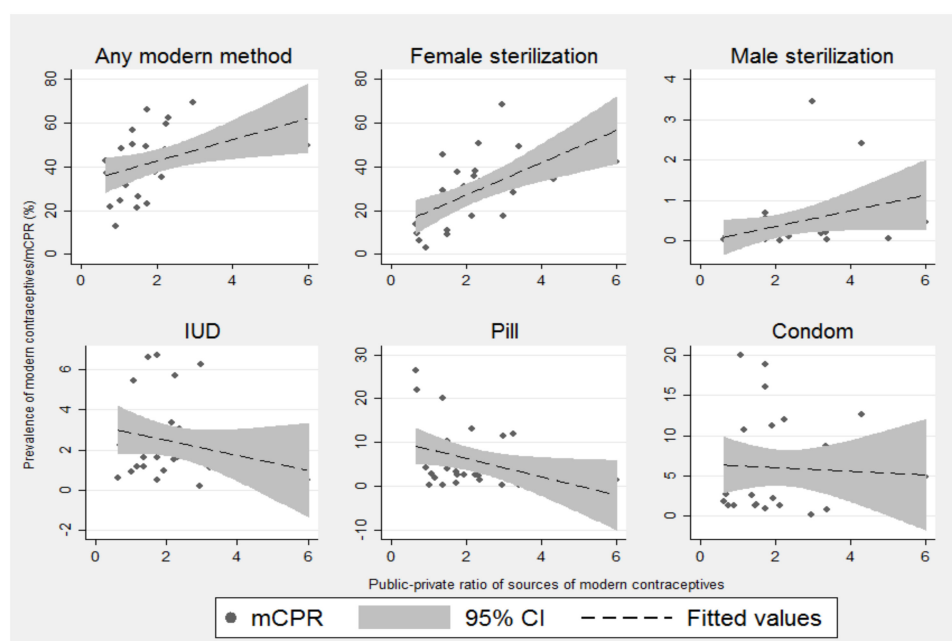 Any modern method
Female sterilization
Male sterilization
80
60
40
20
0
0 2 4 6
80
60
40
20
0
0 2 4 6
4
3
2
1
0
0 2 4 6
Prevalence of modern contraceptives/mCPR (%)
IUD
Pill
Condom
6
4
2
0
-2
0 2 4 6
30
20
10
0
-10
0 2 4 6
20
15
10
5
0
0 2 4 6
Public-private ratio of sources of modern contraceptives
mCPR 95% CI Fitted values